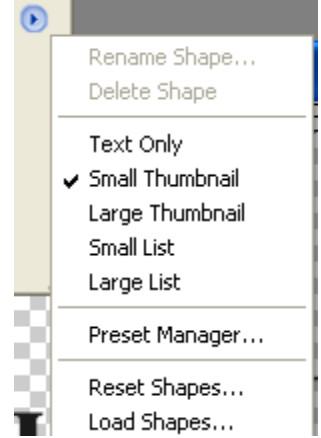 Rename Shape...
Delete Shape
Text Only
Small Thumbnail
Large Thumbnail
Small List
Large List
Preset Manager...
Reset Shapes...
Load Shapes...